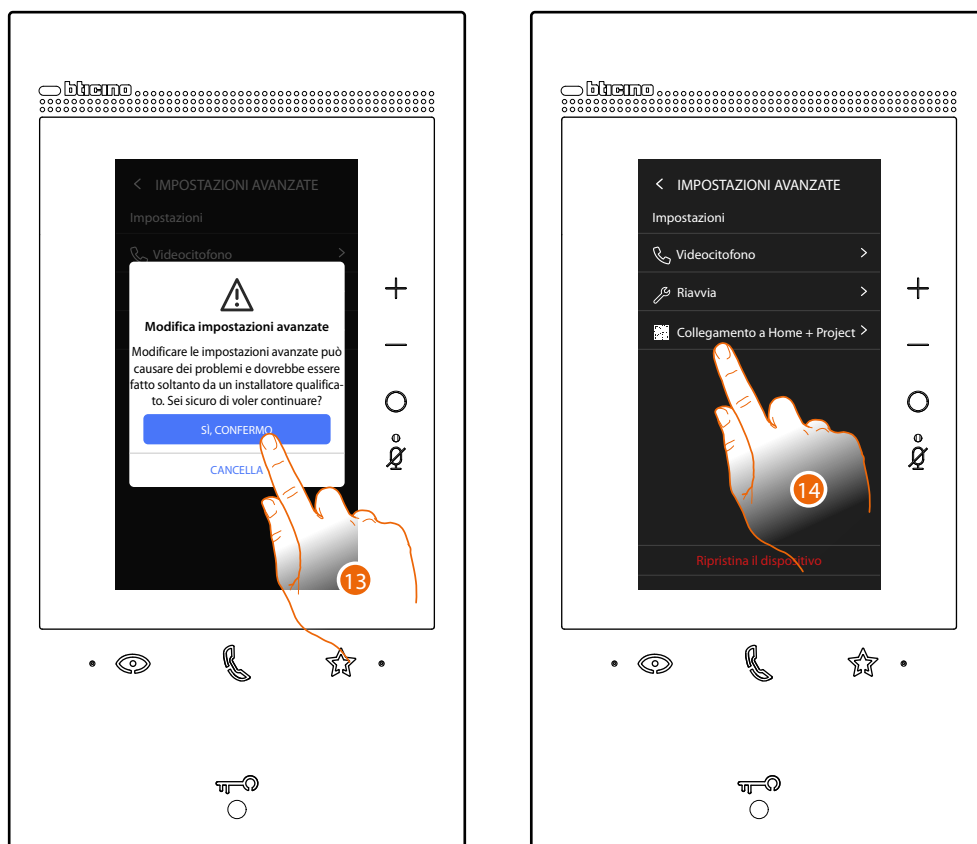 bticino
IMPOSTAZIONI AVANZATE
Impostazioni
Videocitofono
Modifica impostazioni avanzate
Modificare le impostazioni avanzate può
causare dei problemi e dovrebbe essere
fatto soltanto da un installatore qualifica-
to. Sei sicuro di voler continuare?
SÌ, CONFERMO
CANCELLA
13
bticino
IMPOSTAZIONI AVANZATE
Impostazioni
Videocitofono
Riavvia
Collegamento a Home + Project
14
Ripristina il dispositivo